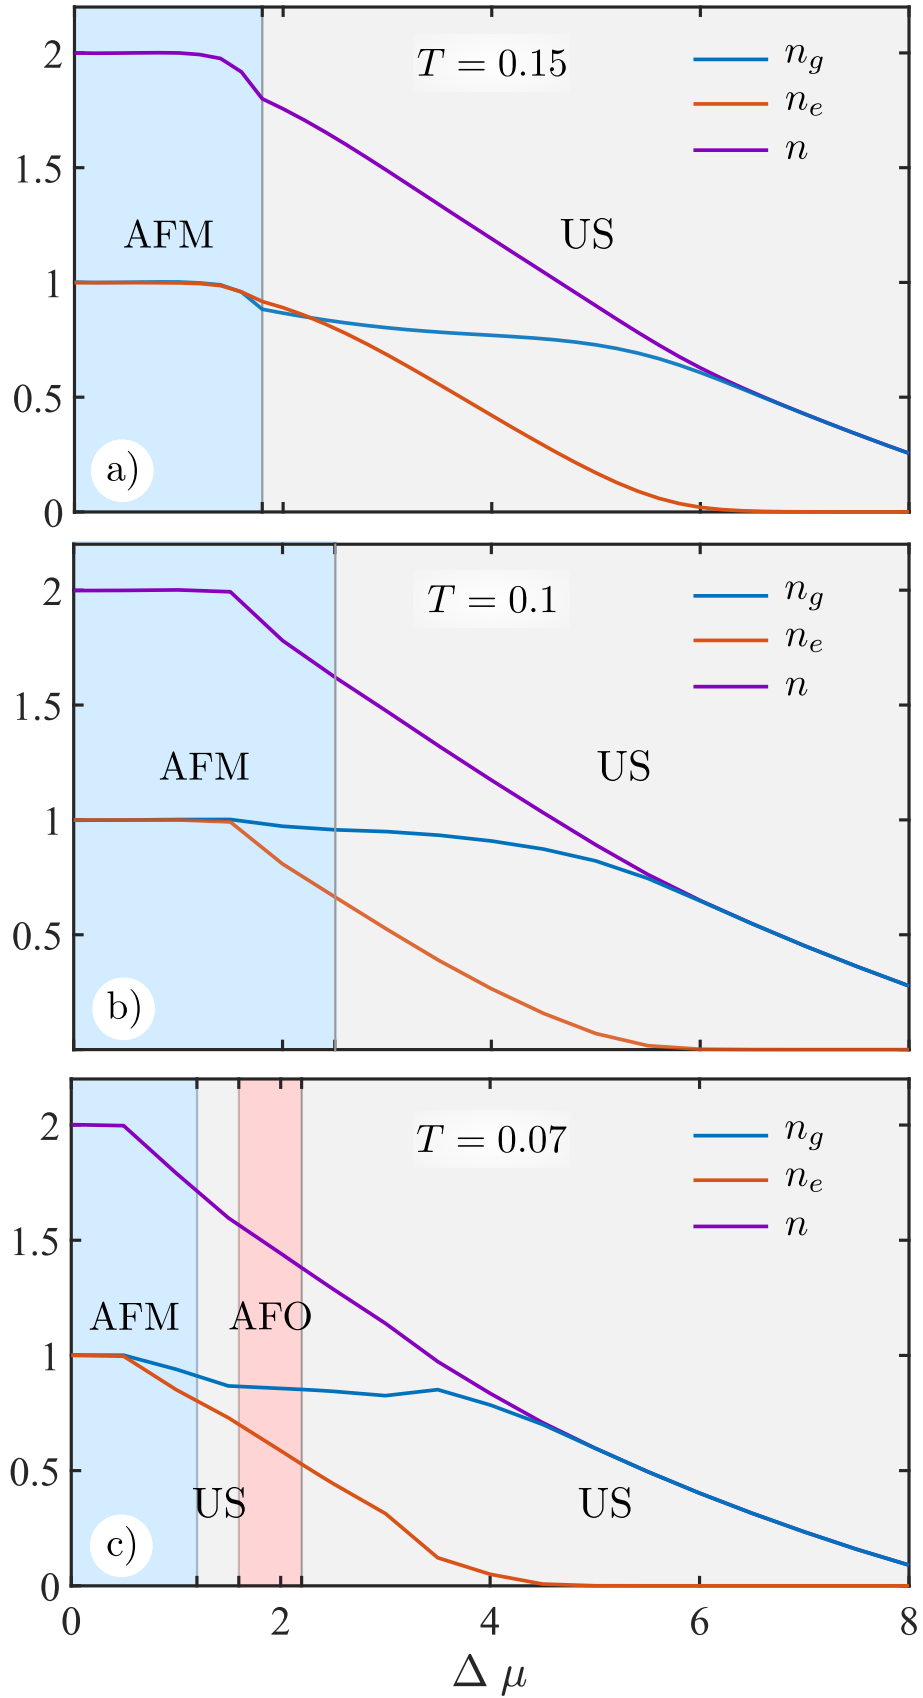 2
T = 0.15
n_g
n_e
n
1.5
AFM
US
1
0.5
a)
0
2
T = 0.1
n_g
n_e
n
1.5
AFM
US
1
0.5
b)
2
T = 0.07
n_g
n_e
n
1.5
AFM
AFO
1
0.5
US
US
c)
0
0 2 4 6 8
Δ μ